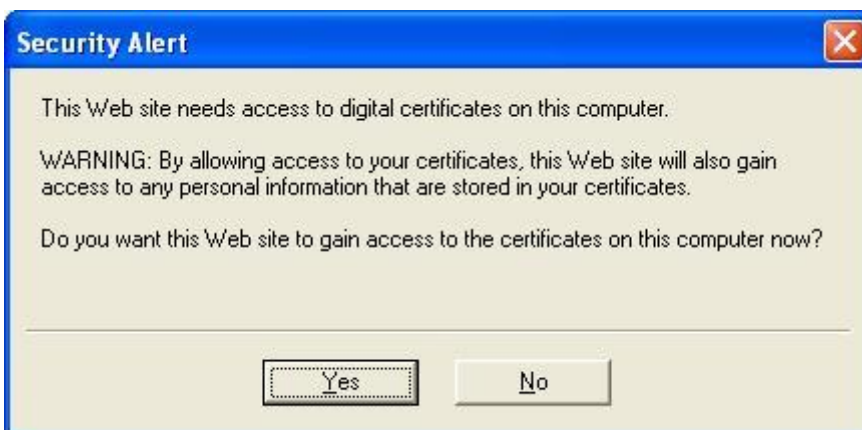 Security Alert
This Web site needs access to digital certificates on this computer.
WARNING: By allowing access to your certificates, this Web site will also gain
access to any personal information that are stored in your certificates.
Do you want this Web site to gain access to the certificates on this computer now?
Yes
No